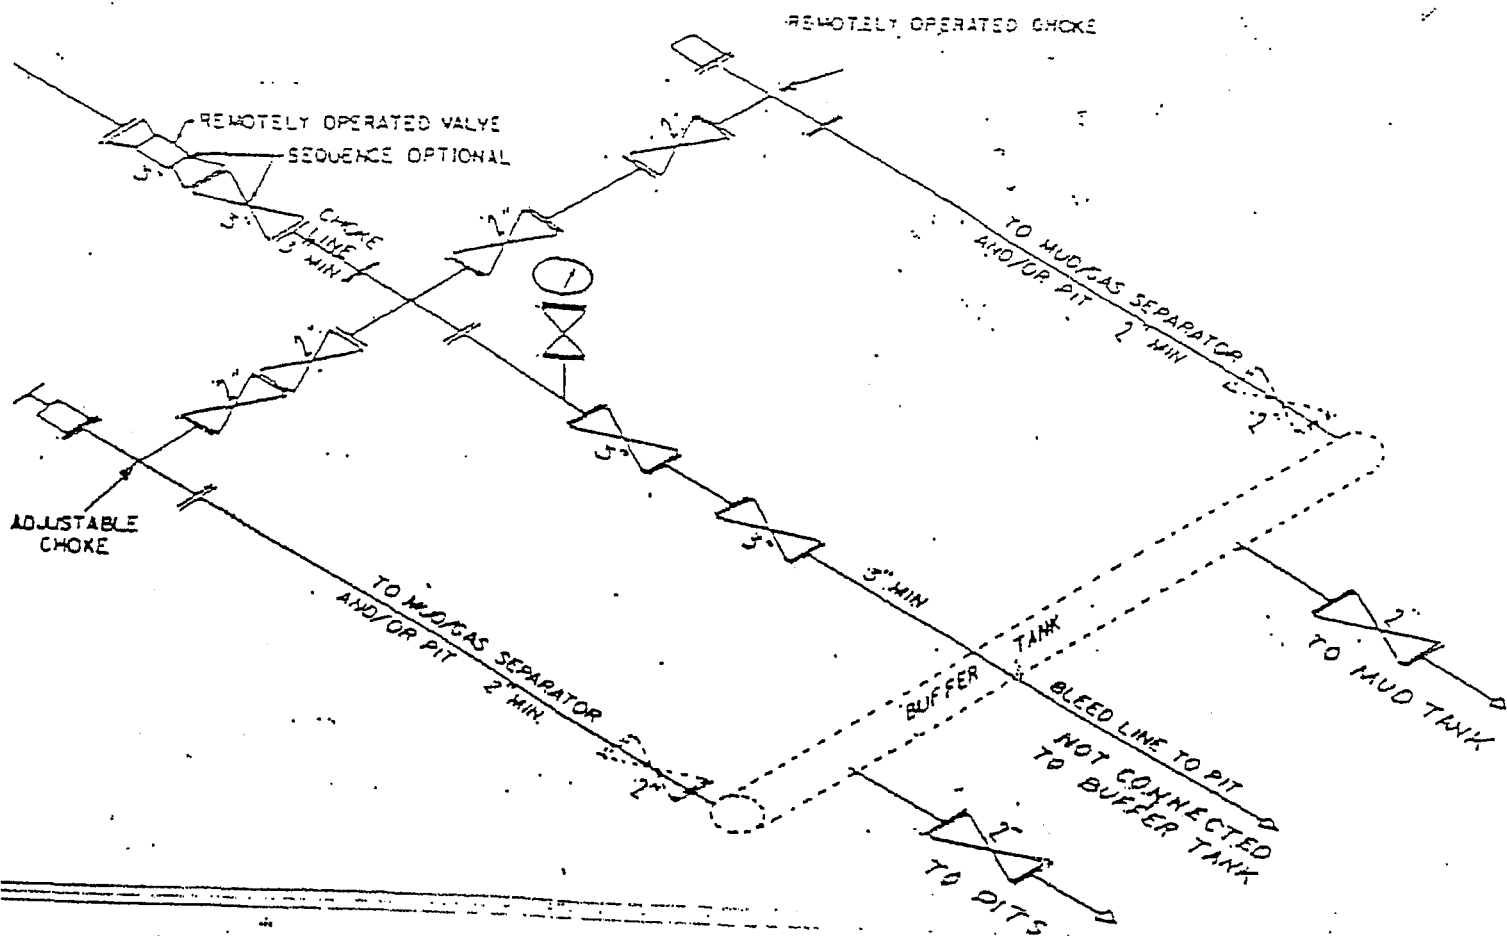 REMOTELY OPERATED CHOKE
REMOTELY OPERATED VALVE
SEQUENCE OPTIONAL
3"
3"
CHOKE
LINE
3" MIN
2"
2"
2"
2"
TO MUD/GAS SEPARATOR
AND/OR PIT 2" MIN
2"
ADJUSTABLE
CHOKE
3"
3"
3" MIN
TO MUD/GAS SEPARATOR
AND/OR PIT 2" MIN.
2"
BUFFER TANK
2"
TO MUD TANK
BLEED LINE TO PIT
NOT CONNECTED
TO BUFFER TANK
2"
TO PITS